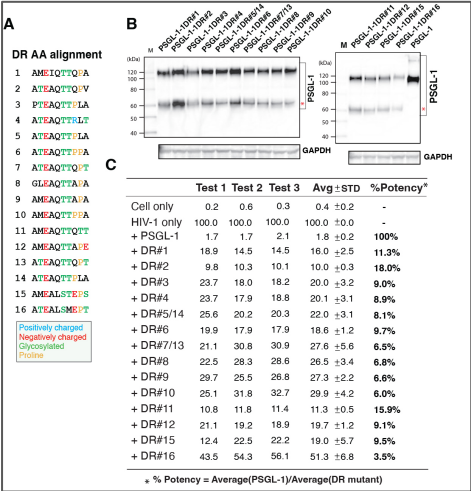 A
DR AA alignment
1 AMEIQTTQPA
2 ATEAQTTQPV
3 PTEAQTTPLA
4 ATEAQTTRLT
5 ATEAQTTPLA
6 ATEAQTTPPA
7 ATEAQTTQPT
8 GLEAQTTAPA
9 AMEAQTTAPA
10 AMEAQTTPPA
11 AMEAQTTQTT
12 AMEAQTTAPE
13 ATEAQTTQPT
14 ATEAQTTPLA
15 AMEALSTEPS
16 ATEALSMEPT
Positively charged
Negatively charged
Glycosylated
Proline
B
PSGL-1-1DR#1
PSGL-1-1DR#2
PSGL-1-1DR#3
PSGL-1-1DR#4
PSGL-1-1DR#5/14
PSGL-1-1DR#6
PSGL-1-1DR#7/13
PSGL-1-1DR#8
PSGL-1-1DR#9
PSGL-1-1DR#10
M
(kDa)
120
100
80
60
50
40
PSGL-1
*
GAPDH
PSGL-1-1DR#11
PSGL-1-1DR#12
PSGL-1-1DR#15
PSGL-1-1DR#16
M
(kDa)
120
100
80
60
50
40
PSGL-1
*
GAPDH
C
Test 1 Test 2 Test 3 Avg ±STD %Potency*
Cell only 0.2 0.6 0.3 0.4 ±0.2 -
HIV-1 only 100.0 100.0 100.0 100.0 ±0.0 -
+ PSGL-1 1.7 1.7 2.1 1.8 ±0.2 100%
+ DR#1 18.9 14.5 14.5 16.0 ±2.5 11.3%
+ DR#2 9.8 10.3 10.1 10.0 ±0.3 18.0%
+ DR#3 23.7 18.0 18.2 20.0 ±3.2 9.0%
+ DR#4 23.7 17.9 18.8 20.1 ±3.1 8.9%
+ DR#5/14 25.6 20.2 20.3 22.0 ±3.1 8.1%
+ DR#6 19.9 17.9 17.9 18.6 ±1.2 9.7%
+ DR#7/13 21.1 30.8 30.9 27.6 ±5.6 6.5%
+ DR#8 22.5 28.3 28.6 26.5 ±3.4 6.8%
+ DR#9 29.7 25.5 26.8 27.3 ±2.2 6.6%
+ DR#10 25.1 31.8 32.7 29.9 ±4.2 6.0%
+ DR#11 10.8 11.8 11.4 11.3 ±0.5 15.9%
+ DR#12 21.1 19.2 18.9 19.7 ±1.2 9.1%
+ DR#15 12.4 22.5 22.2 19.0 ±5.7 9.5%
+ DR#16 43.5 54.3 56.1 51.3 ±6.8 3.5%
* % Potency = Average(PSGL-1)/Average(DR mutant)